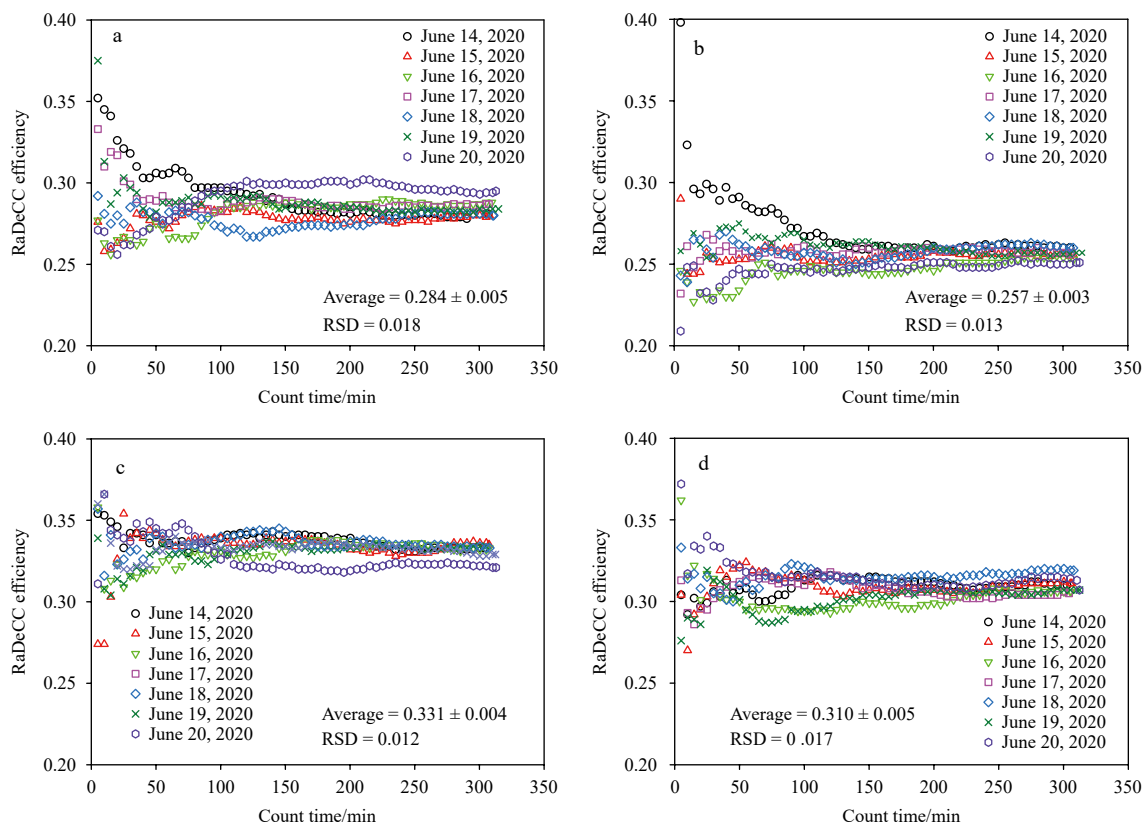 a
RaDeCC efficiency
0.40
0.35
0.30
0.25
0.20
June 14, 2020
June 15, 2020
June 16, 2020
June 17, 2020
June 18, 2020
June 19, 2020
June 20, 2020
Average = 0.284 ± 0.005
RSD = 0.018
0 50 100 150 200 250 300 350
Count time/min
b
RaDeCC efficiency
0.40
0.35
0.30
0.25
0.20
June 14, 2020
June 15, 2020
June 16, 2020
June 17, 2020
June 18, 2020
June 19, 2020
June 20, 2020
Average = 0.257 ± 0.003
RSD = 0.013
0 50 100 150 200 250 300 350
Count time/min
c
RaDeCC efficiency
0.40
0.35
0.30
0.25
0.20
June 14, 2020
June 15, 2020
June 16, 2020
June 17, 2020
June 18, 2020
June 19, 2020
June 20, 2020
Average = 0.331 ± 0.004
RSD = 0.012
0 50 100 150 200 250 300 350
Count time/min
d
RaDeCC efficiency
0.40
0.35
0.30
0.25
0.20
June 14, 2020
June 15, 2020
June 16, 2020
June 17, 2020
June 18, 2020
June 19, 2020
June 20, 2020
Average = 0.310 ± 0.005
RSD = 0 .017
0 50 100 150 200 250 300 350
Count time/min